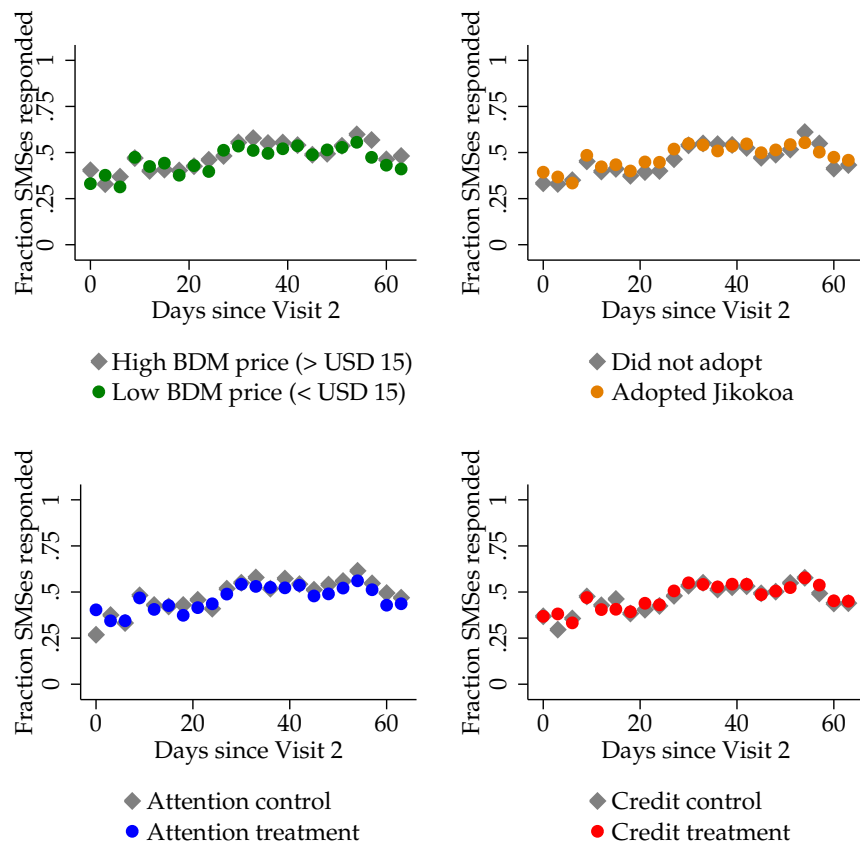 Fraction SMSes responded
1
.75
.5
.25
0
0 20 40 60
Days since Visit 2
High BDM price (> USD 15)
Low BDM price (< USD 15)
Fraction SMSes responded
1
.75
.5
.25
0
0 20 40 60
Days since Visit 2
Did not adopt
Adopted Jikokoa
Fraction SMSes responded
1
.75
.5
.25
0
0 20 40 60
Days since Visit 2
Attention control
Attention treatment
Fraction SMSes responded
1
.75
.5
.25
0
0 20 40 60
Days since Visit 2
Credit control
Credit treatment